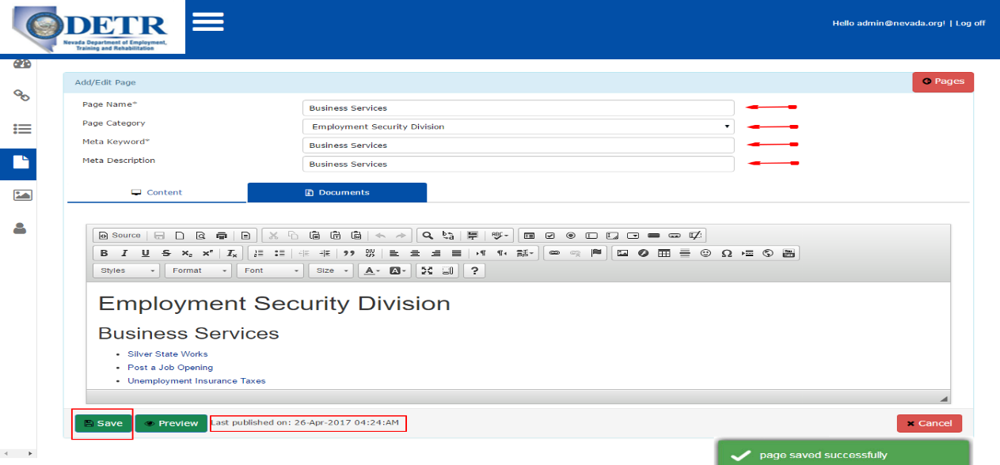 DETR
Nevada Department of Employment,
Training and Rehabilitation
Hello admin@nevada.org! | Log off
Add/Edit Page
Pages
Page Name*
Business Services
Page Category
Employment Security Division
Meta Keyword*
Business Services
Meta Description
Business Services
Content
Documents
Source
B I U S x₂ x² Iₓ
Styles Format Font Size A A ?
Employment Security Division
Business Services
• Silver State Works
• Post a Job Opening
• Unemployment Insurance Taxes
Save
Preview
Last published on: 26-Apr-2017 04:24:AM
Cancel
page saved successfully